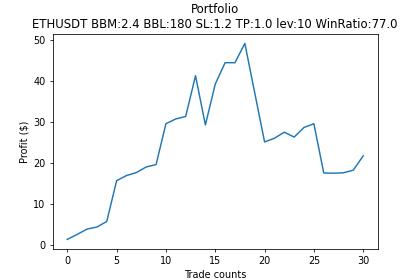 Portfolio
ETHUSDT BBM:2.4 BBL:180 SL:1.2 TP:1.0 lev:10 WinRatio:77.0
50
40
30
20
10
0
Profit ($)
0 5 10 15 20 25 30
Trade counts